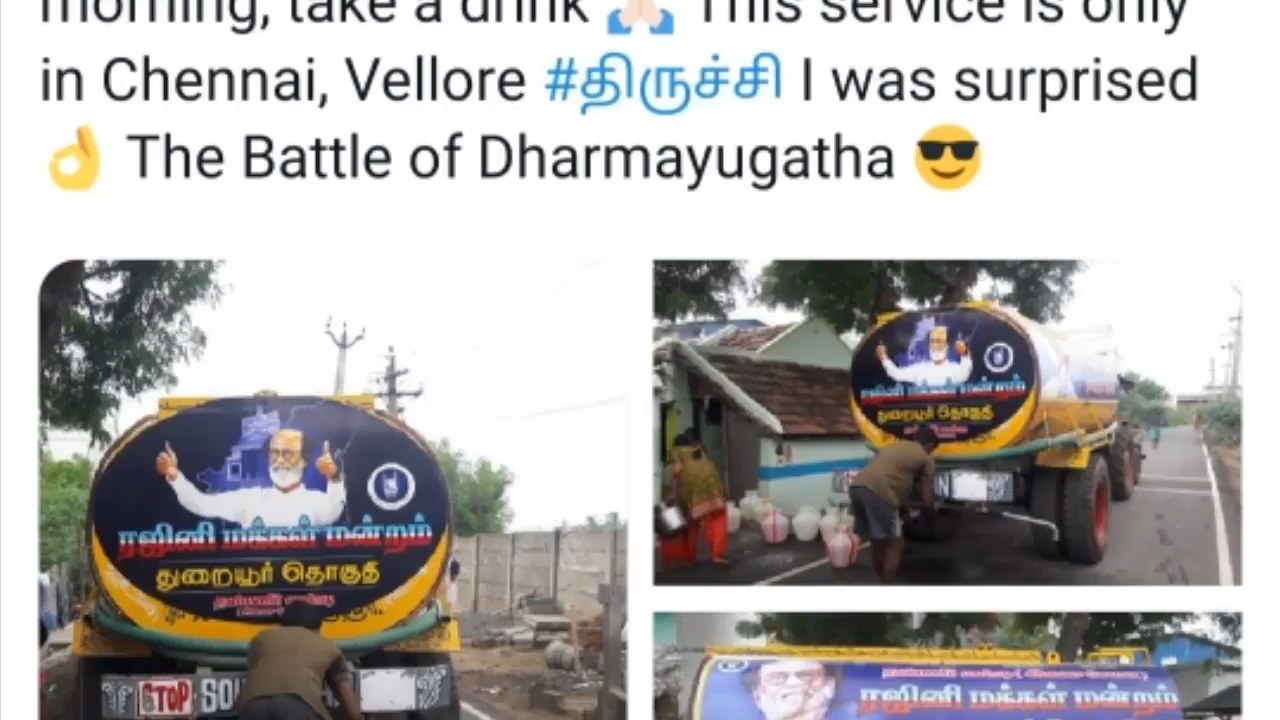 morning, take a drink 🙏 This service is only
in Chennai, Vellore #திருச்சி I was surprised
👌 The Battle of Dharmayugatha 😎
ரஜினி மக்கள் மன்றம்
துறையூர் தொகுதி
STOP SOU
ரஜினி மக்கள் மன்றம்
துறையூர் தொகுதி
ரஜினி மக்கள் மன்றம்